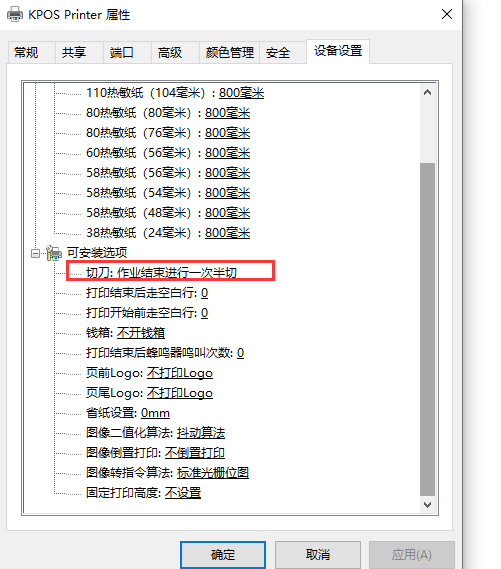 KPOS Printer 属性
常规 共享 端口 高级 颜色管理 安全 设备设置
110热敏纸（104毫米）: 800毫米
80热敏纸（80毫米）: 800毫米
80热敏纸（76毫米）: 800毫米
60热敏纸（56毫米）: 800毫米
58热敏纸（56毫米）: 800毫米
58热敏纸（54毫米）: 800毫米
58热敏纸（48毫米）: 800毫米
38热敏纸（24毫米）: 800毫米
可安装选项
切刀: 作业结束进行一次半切
打印结束后走空白行: 0
打印开始前走空白行: 0
钱箱: 不开钱箱
打印结束后蜂鸣器鸣叫次数: 0
页前Logo: 不打印Logo
页尾Logo: 不打印Logo
省纸设置: 0mm
图像二值化算法: 抖动算法
图像倒置打印: 不倒置打印
图像转指令算法: 标准光栅位图
固定打印高度: 不设置
确定 取消 应用(A)